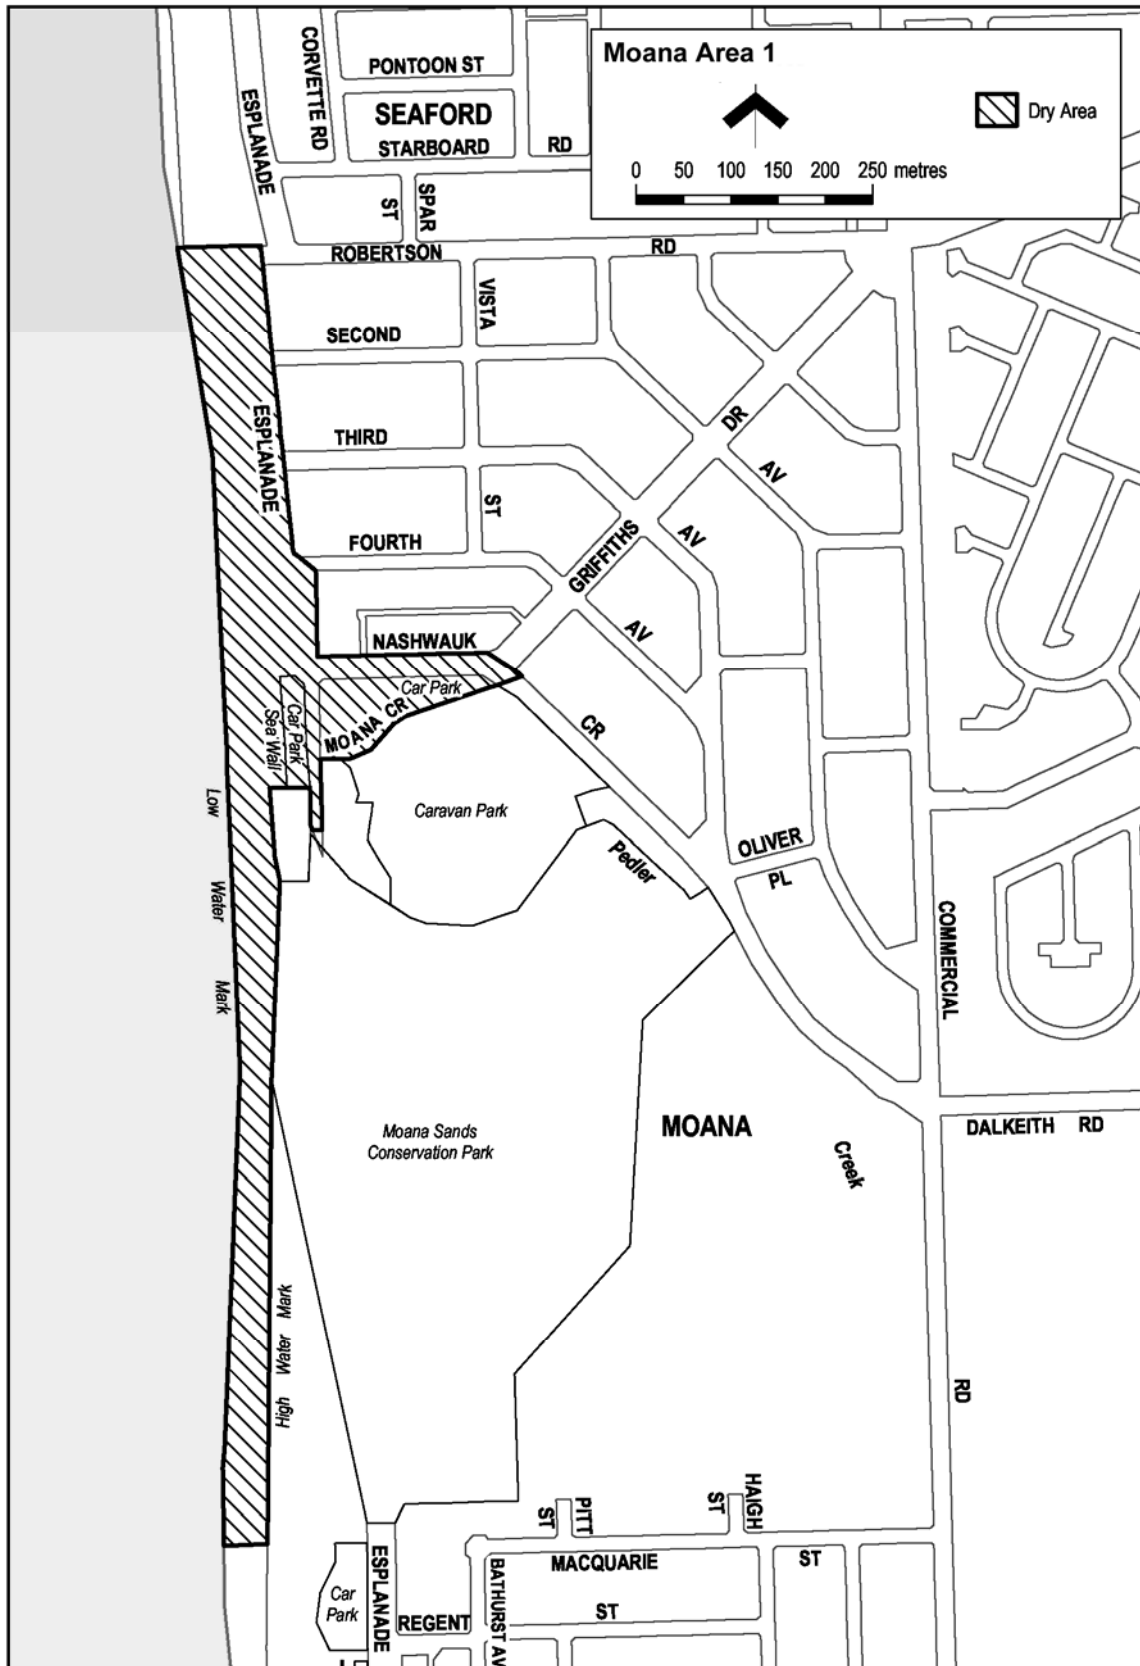 Moana Area 1
Dry Area
0 50 100 150 200 250 metres
CORVETTE RD
PONTOON ST
ESPLANADE
SEAFORD
STARBOARD RD
SPAR ST
ROBERTSON RD
VISTA ST
SECOND AV
ESPLANADE
THIRD AV
GRIFFITHS DR
FOURTH AV
NASHWAUK CR
Car Park
MOANA CR
Car Park
Sea Wall
Caravan Park
Low Water Mark
Pedler Creek
OLIVER PL
COMMERCIAL RD
MOANA
DALKEITH RD
Moana Sands
Conservation Park
High Water Mark
PITT ST
HAIGH ST
MACQUARIE ST
ESPLANADE
Car
Park
REGENT ST
BATHURST AV